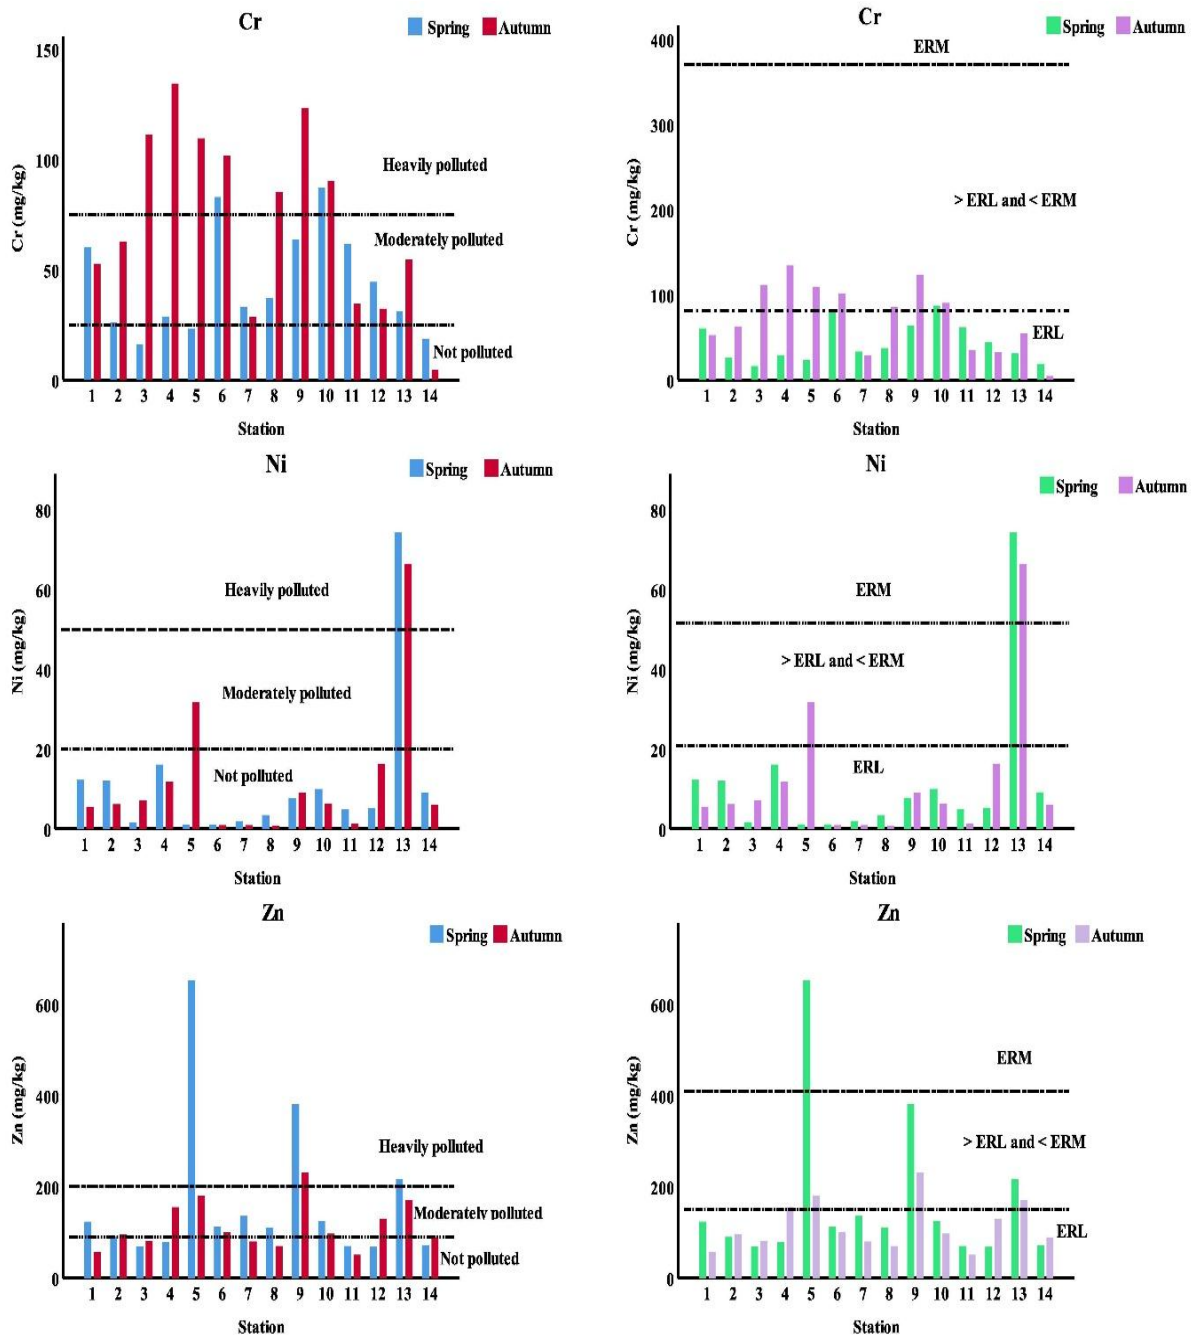 Cr
Spring Autumn
150
100
50
0
Cr (mg/kg)
Heavily polluted
Moderately polluted
Not polluted
1 2 3 4 5 6 7 8 9 10 11 12 13 14
Station
Cr
Spring Autumn
400
300
200
100
0
Cr (mg/kg)
ERM
> ERL and < ERM
ERL
1 2 3 4 5 6 7 8 9 10 11 12 13 14
Station
Ni
Spring Autumn
80
60
40
20
0
Ni (mg/kg)
Heavily polluted
Moderately polluted
Not polluted
1 2 3 4 5 6 7 8 9 10 11 12 13 14
Station
Ni
Spring Autumn
80
60
40
20
0
Ni (mg/kg)
ERM
> ERL and < ERM
ERL
1 2 3 4 5 6 7 8 9 10 11 12 13 14
Station
Zn
Spring Autumn
600
400
200
0
Zn (mg/kg)
Heavily polluted
Moderately polluted
Not polluted
1 2 3 4 5 6 7 8 9 10 11 12 13 14
Station
Zn
Spring Autumn
600
400
200
0
Zn (mg/kg)
ERM
> ERL and < ERM
ERL
1 2 3 4 5 6 7 8 9 10 11 12 13 14
Station